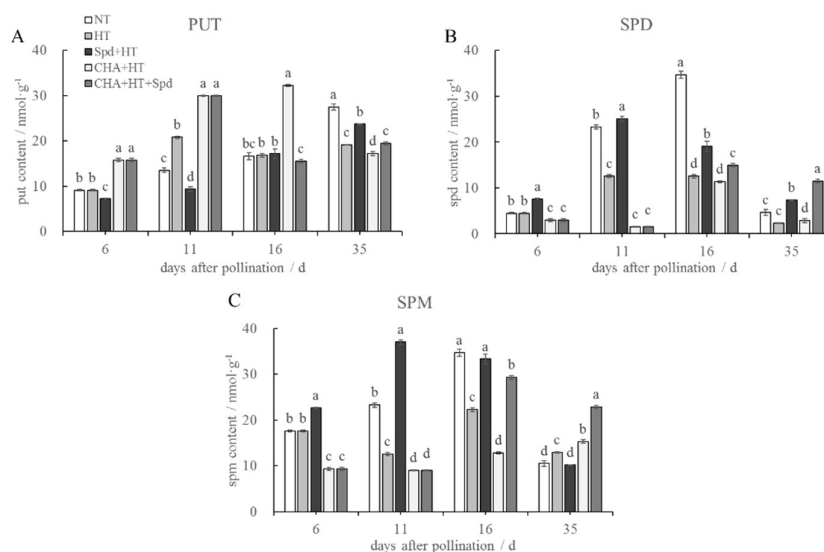 A
PUT
NT
HT
Spd+HT
CHA+HT
CHA+HT+Spd
put content / nmol·g⁻¹
40
30
20
10
0
b b c a a
c b d a a
bc b b a c
a c b d c
6 11 16 35
days after pollination / d
B
SPD
spd content / nmol·g⁻¹
40
30
20
10
0
b b a c c
b c a d d
a c b d c
c d b d a
6 11 16 35
days after pollination / d
C
SPM
spm content / nmol·g⁻¹
40
30
20
10
0
b b a c c
b c a d d
a c a d b
d c d b a
6 11 16 35
days after pollination / d